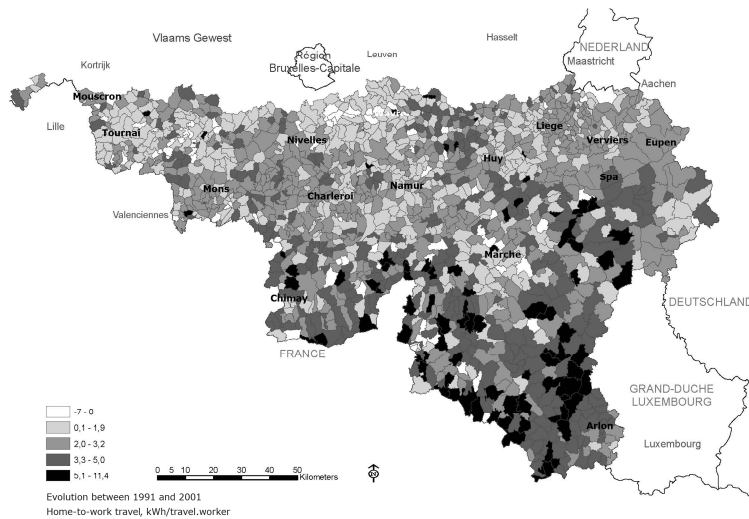 Vlaams Gewest
Hasselt
NEDERLAND
Région
Bruxelles-Capitale
Leuven
Maastricht
Kortrijk
Aachen
Mouscron
Lille
Tournai
Nivelles
Liege
Verviers
Eupen
Huy
Spa
Mons
Charleroi
Namur
Valenciennes
Marche
Chimay
DEUTSCHLAND
FRANCE
GRAND-DUCHE
LUXEMBOURG
Arlon
Luxembourg
-7 - 0
0,1 - 1,9
2,0 - 3,2
3,3 - 5,0
5,1 - 11,4
0 5 10 20 30 40 50
Kilometers
Evolution between 1991 and 2001
Home-to-work travel, kWh/travel.worker